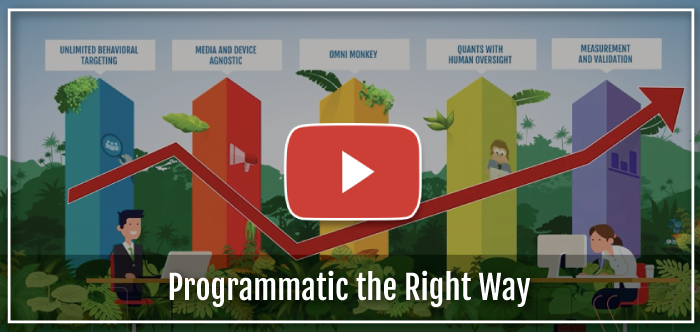 UNLIMITED BEHAVIORAL
TARGETING
MEDIA AND DEVICE
AGNOSTIC
OMNI MONKEY
QUANTS WITH
HUMAN OVERSIGHT
MEASUREMENT
AND VALIDATION
Programmatic the Right Way